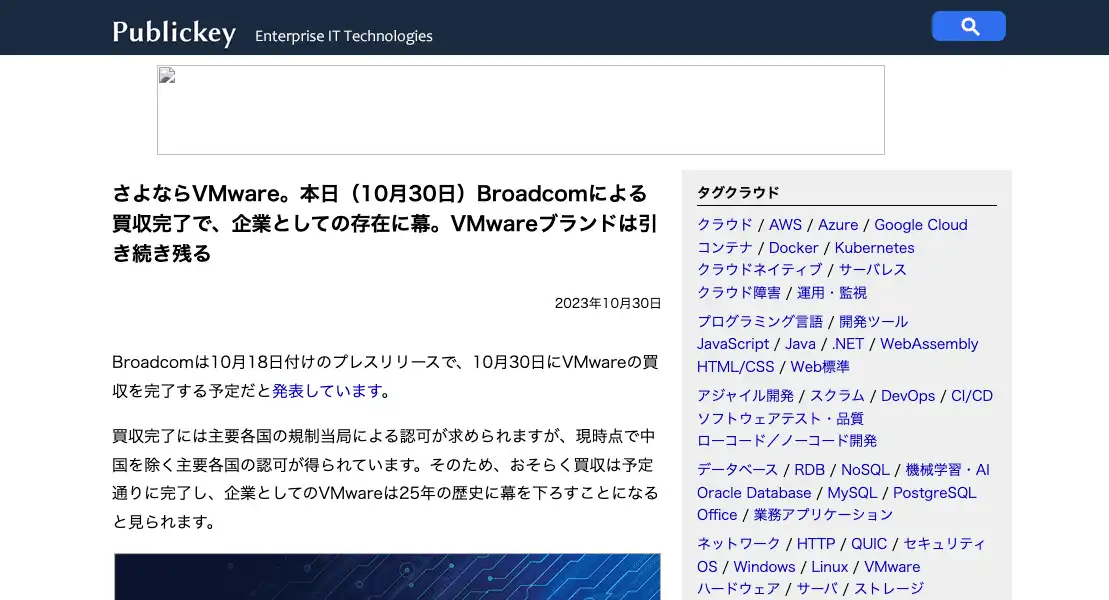 Publickey Enterprise IT Technologies
さよならVMware。本日（10月30日）Broadcomによる
買収完了で、企業としての存在に幕。VMwareブランドは引
き続き残る
2023年10月30日
Broadcomは10月18日付けのプレスリリースで、10月30日にVMwareの買
収を完了する予定だと発表しています。
買収完了には主要各国の規制当局による認可が求められますが、現時点で中
国を除く主要各国の認可が得られています。そのため、おそらく買収は予定
通りに完了し、企業としてのVMwareは25年の歴史に幕を下ろすことになる
と見られます。
タグクラウド
クラウド / AWS / Azure / Google Cloud
コンテナ / Docker / Kubernetes
クラウドネイティブ / サーバレス
クラウド障害 / 運用・監視
プログラミング言語 / 開発ツール
JavaScript / Java / .NET / WebAssembly
HTML/CSS / Web標準
アジャイル開発 / スクラム / DevOps / CI/CD
ソフトウェアテスト・品質
ローコード／ノーコード開発
データベース / RDB / NoSQL / 機械学習・AI
Oracle Database / MySQL / PostgreSQL
Office / 業務アプリケーション
ネットワーク / HTTP / QUIC / セキュリティ
OS / Windows / Linux / VMware
ハードウェア / サーバ / ストレージ